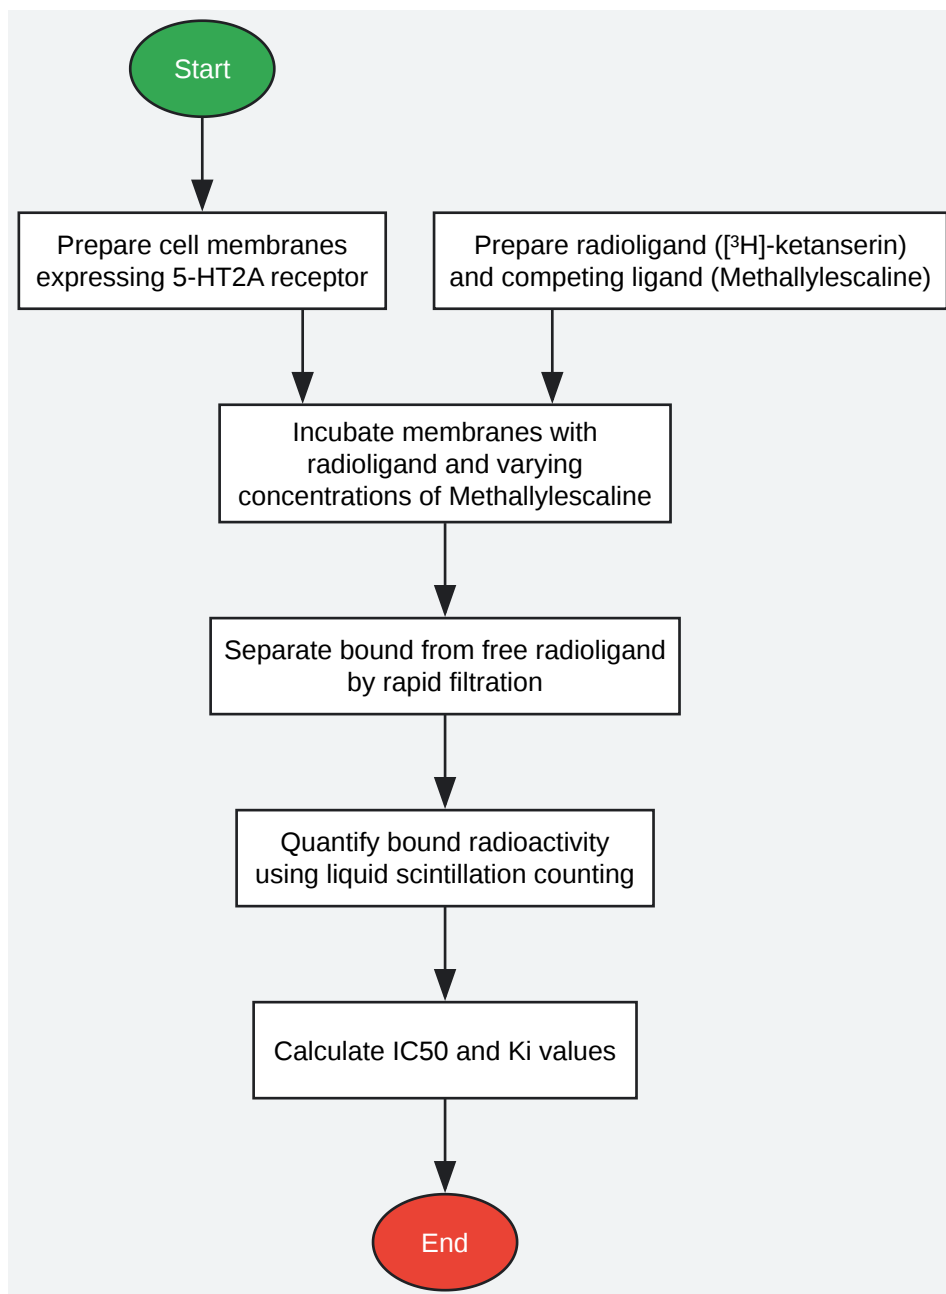 Start
Prepare cell membranes
expressing 5-HT2A receptor
Prepare radioligand ([³H]-ketanserin)
and competing ligand (Methallylescaline)
Incubate membranes with
radioligand and varying
concentrations of Methallylescaline
Separate bound from free radioligand
by rapid filtration
Quantify bound radioactivity
using liquid scintillation counting
Calculate IC50 and Ki values
End